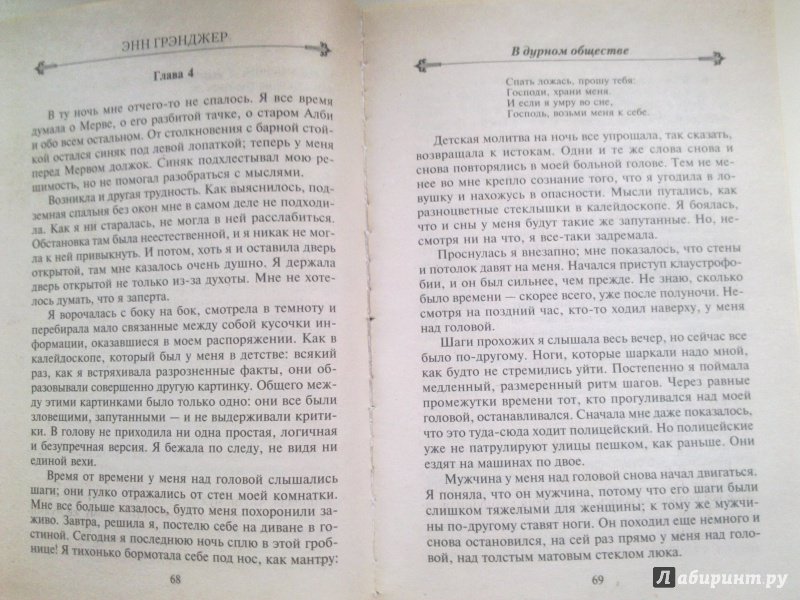 ЭНН ГРЭНДЖЕР
Глава 4
В ту ночь мне отчего-то не спалось. Я все время
думала о Мерве, о его разбитой тачке, о старом Алби
и обо всем остальном. От столкновения с барной стой-
кой остался синяк под левой лопаткой; теперь у меня
перед Мервом должок. Синяк подхлестывал мою ре-
шимость, но не помогал разобраться с мыслями.
Возникла и другая трудность. Как выяснилось, под-
земная спальня без окон мне в самом деле не подходи-
ла. Как я ни старалась, не могла в ней расслабиться.
Обстановка там была неестественной, и я никак не мог-
ла к ней привыкнуть. И потом, хоть я и оставила дверь
открытой, там мне казалось очень душно. Я держала
дверь открытой не только из-за духоты. Мне не хоте-
лось думать, что я заперта.
Я ворочалась с боку на бок, смотрела в темноту и
перебирала мало связанные между собой кусочки ин-
формации, оказавшиеся в моем распоряжении. Как в
калейдоскопе, который был у меня в детстве: всякий
раз, как я встряхивала разрозненные факты, они об-
разовывали совершенно другую картинку. Общего меж-
ду этими картинками было только одно: они все были
зловещими, запутанными — и не выдерживали крити-
ки. В голову не приходила ни одна простая, логичная
и безупречная версия. Я бежала по следу, не видя ни
единой вехи.
Время от времени у меня над головой слышались
шаги; они гулко отражались от стен моей комнатки.
Мне все больше казалось, будто меня похоронили за-
живо. Завтра, решила я, постелю себе на диване в го-
стиной. Сегодня я последнюю ночь сплю в этой гроб-
нице! Я тихонько бормотала себе под нос, как мантру:
68
В дурном обществе
Спать ложась, прошу тебя:
Господи, храни меня.
И если я умру во сне,
Господь, возьми меня к себе.
Детская молитва на ночь все упрощала, так сказать,
возвращала к истокам. Одни и те же слова снова и
снова повторялись в моей больной голове. Тем не ме-
нее во мне крепло сознание того, что я угодила в ло-
вушку и нахожусь в опасности. Мысли путались, как
разноцветные стеклышки в калейдоскопе. Я боялась,
что и сны у меня будут такие же запутанные. Но, не-
смотря ни на что, я все-таки задремала.
Проснулась я внезапно; мне показалось, что стены
и потолок давят на меня. Начался приступ клаустрофо-
бии, и он был сильнее, чем прежде. Не знаю, сколько
было времени — скорее всего, уже после полуночи. Не-
смотря на поздний час, кто-то ходил наверху, у меня
над головой.
Шаги прохожих я слышала весь вечер, но сейчас все
было по-другому. Ноги, которые шаркали надо мной,
как будто не стремились уйти. Постепенно я поймала
медленный, размеренный ритм шагов. Через равные
промежутки времени тот, кто прогуливался над моей
головой, останавливался. Сначала мне даже показалось,
что это туда-сюда ходит полицейский. Но полицейские
уже не патрулируют улицы пешком, как раньше. Они
ездят на машинах по двое.
Мужчина у меня над головой снова начал двигаться.
Я поняла, что он мужчина, потому что его шаги были
слишком тяжелыми для женщины; к тому же мужчи-
ны по-другому ставят ноги. Он походил еще немного и
снова остановился, на сей раз прямо у меня над голо-
вой, над толстым матовым стеклом люка.
69
Лабиринт.ру